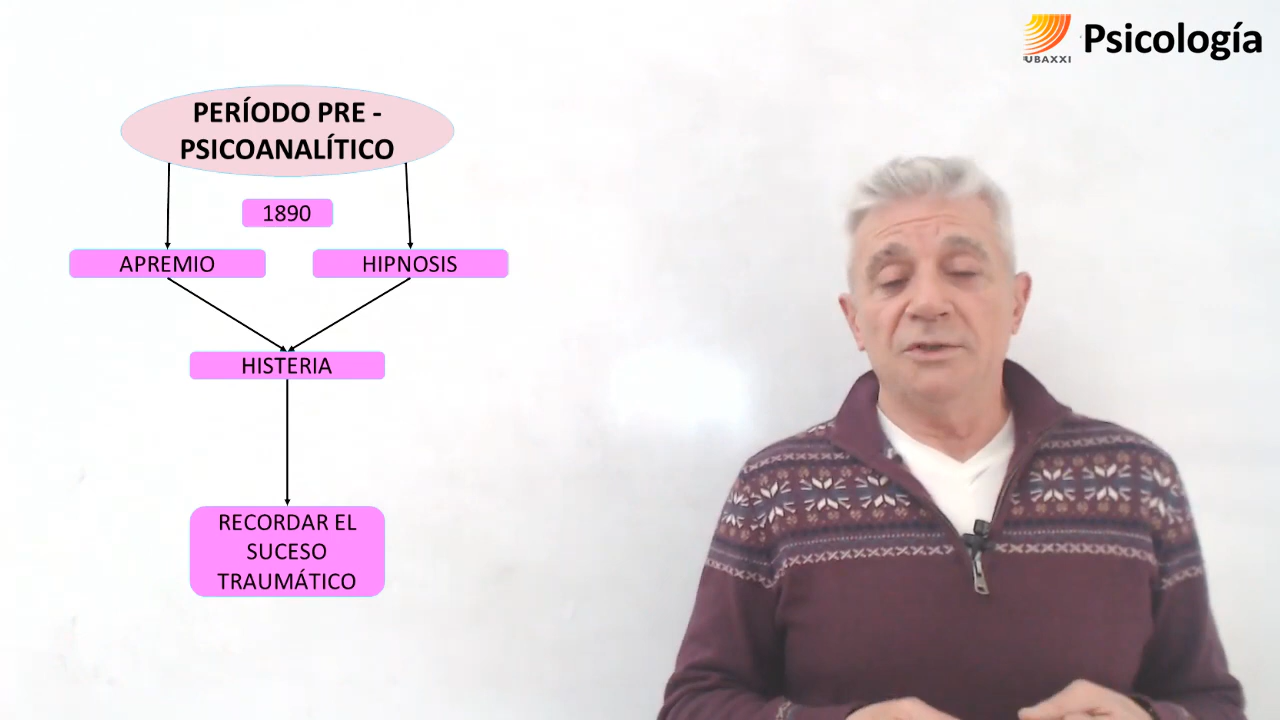 UBAXXI
Psicología
PERÍODO PRE -
PSICOANALÍTICO
1890
APREMIO
HIPNOSIS
HISTERIA
RECORDAR EL
SUCESO
TRAUMÁTICO